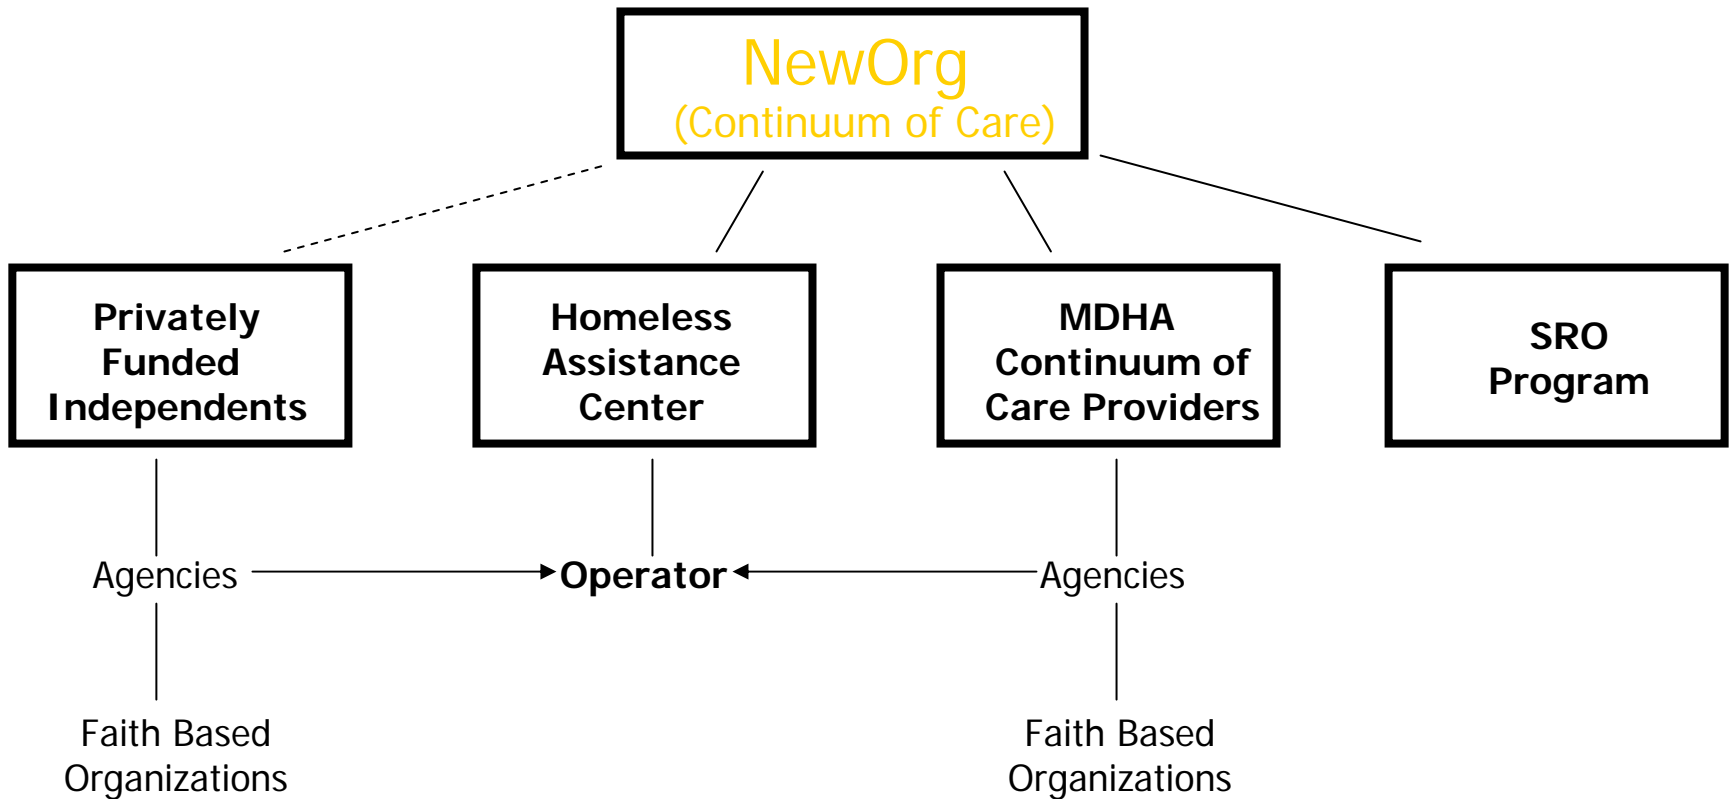 NewOrg
(Continuum of Care)
Privately
Funded
Independents
Homeless
Assistance
Center
MDHA
Continuum of
Care Providers
SRO
Program
Agencies
Operator
Agencies
Faith Based
Organizations
Faith Based
Organizations